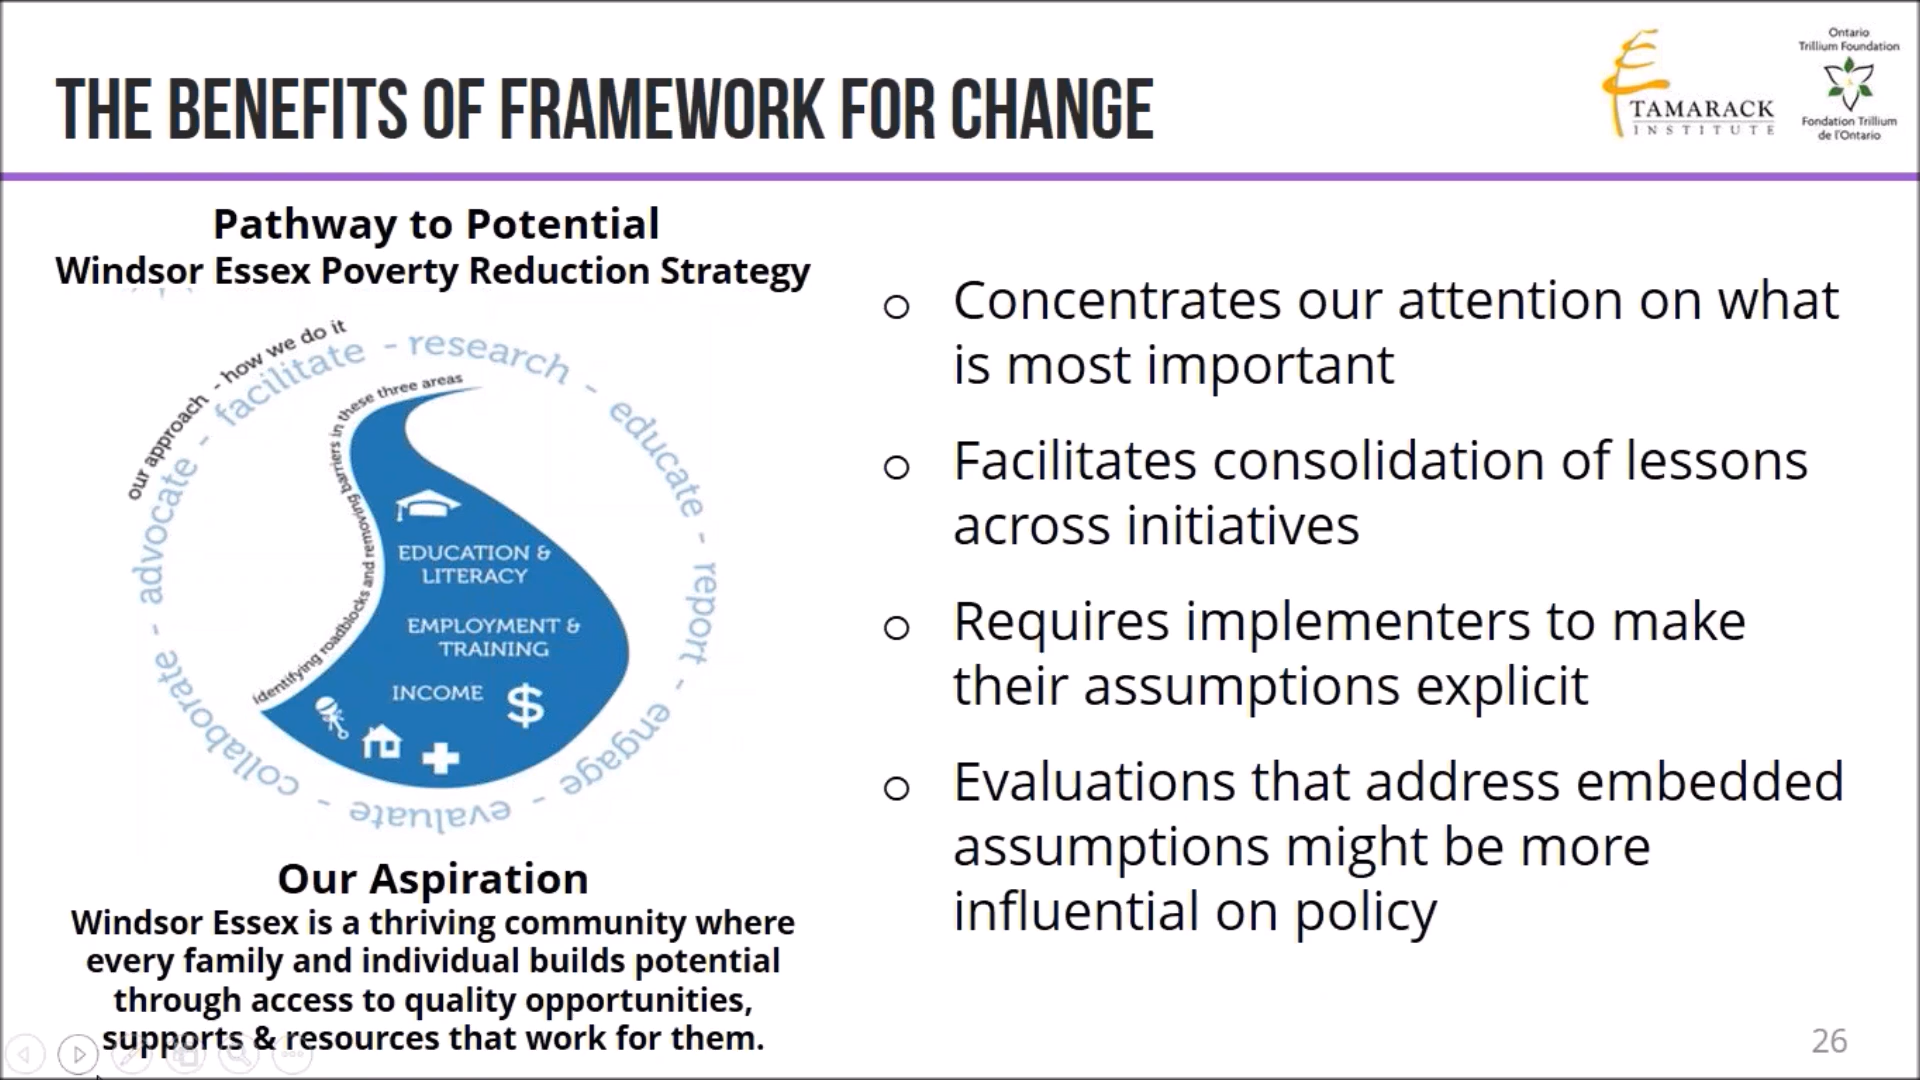 THE BENEFITS OF FRAMEWORK FOR CHANGE
TAMARACK
INSTITUTE
Ontario
Trillium Foundation
Fondation Trillium
de l'Ontario
Pathway to Potential
Windsor Essex Poverty Reduction Strategy
our approach - how we do it
advocate - facilitate - research - educate - report - engage - evaluate - collaborate -
identifying roadblocks and removing barriers in these three areas
EDUCATION &
LITERACY
EMPLOYMENT &
TRAINING
INCOME
$
Our Aspiration
Windsor Essex is a thriving community where
every family and individual builds potential
through access to quality opportunities,
supports & resources that work for them.
o Concentrates our attention on what
is most important
o Facilitates consolidation of lessons
across initiatives
o Requires implementers to make
their assumptions explicit
o Evaluations that address embedded
assumptions might be more
influential on policy
26